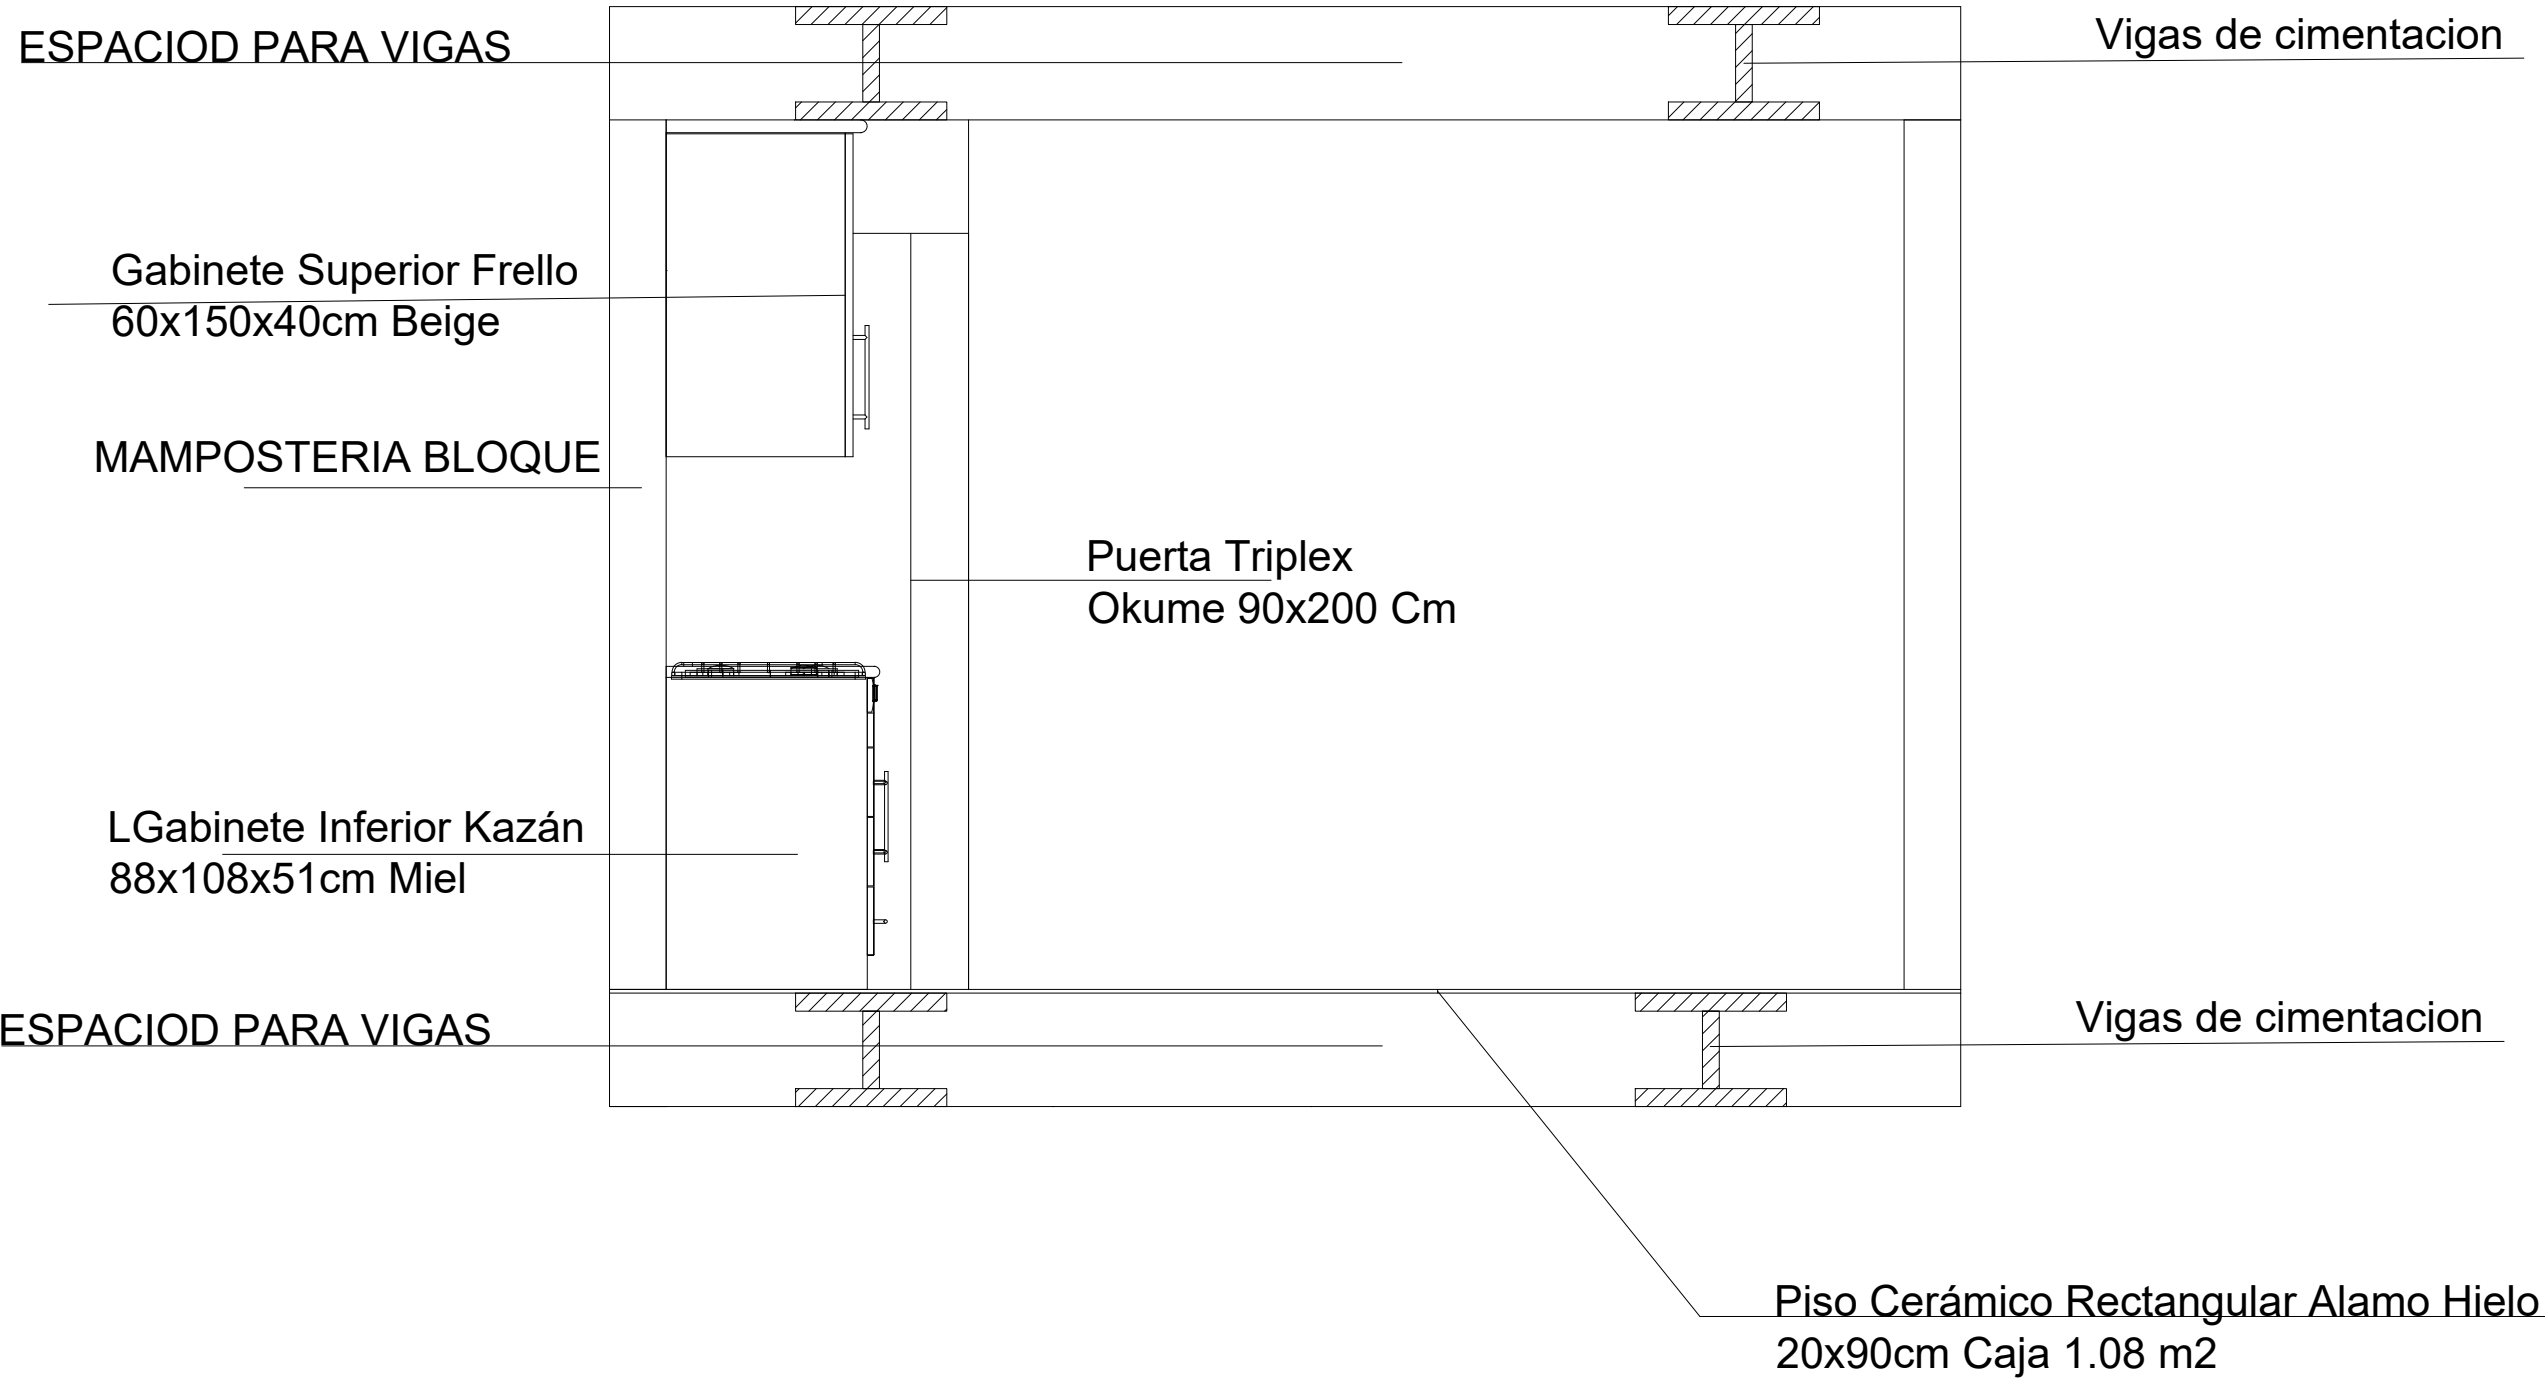 ESPACIOD PARA VIGAS
Vigas de cimentacion
Gabinete Superior Frello
60x150x40cm Beige
MAMPOSTERIA BLOQUE
Puerta Triplex
Okume 90x200 Cm
LGabinete Inferior Kazán
88x108x51cm Miel
ESPACIOD PARA VIGAS
Vigas de cimentacion
Piso Cerámico Rectangular Alamo Hielo
20x90cm Caja 1.08 m2